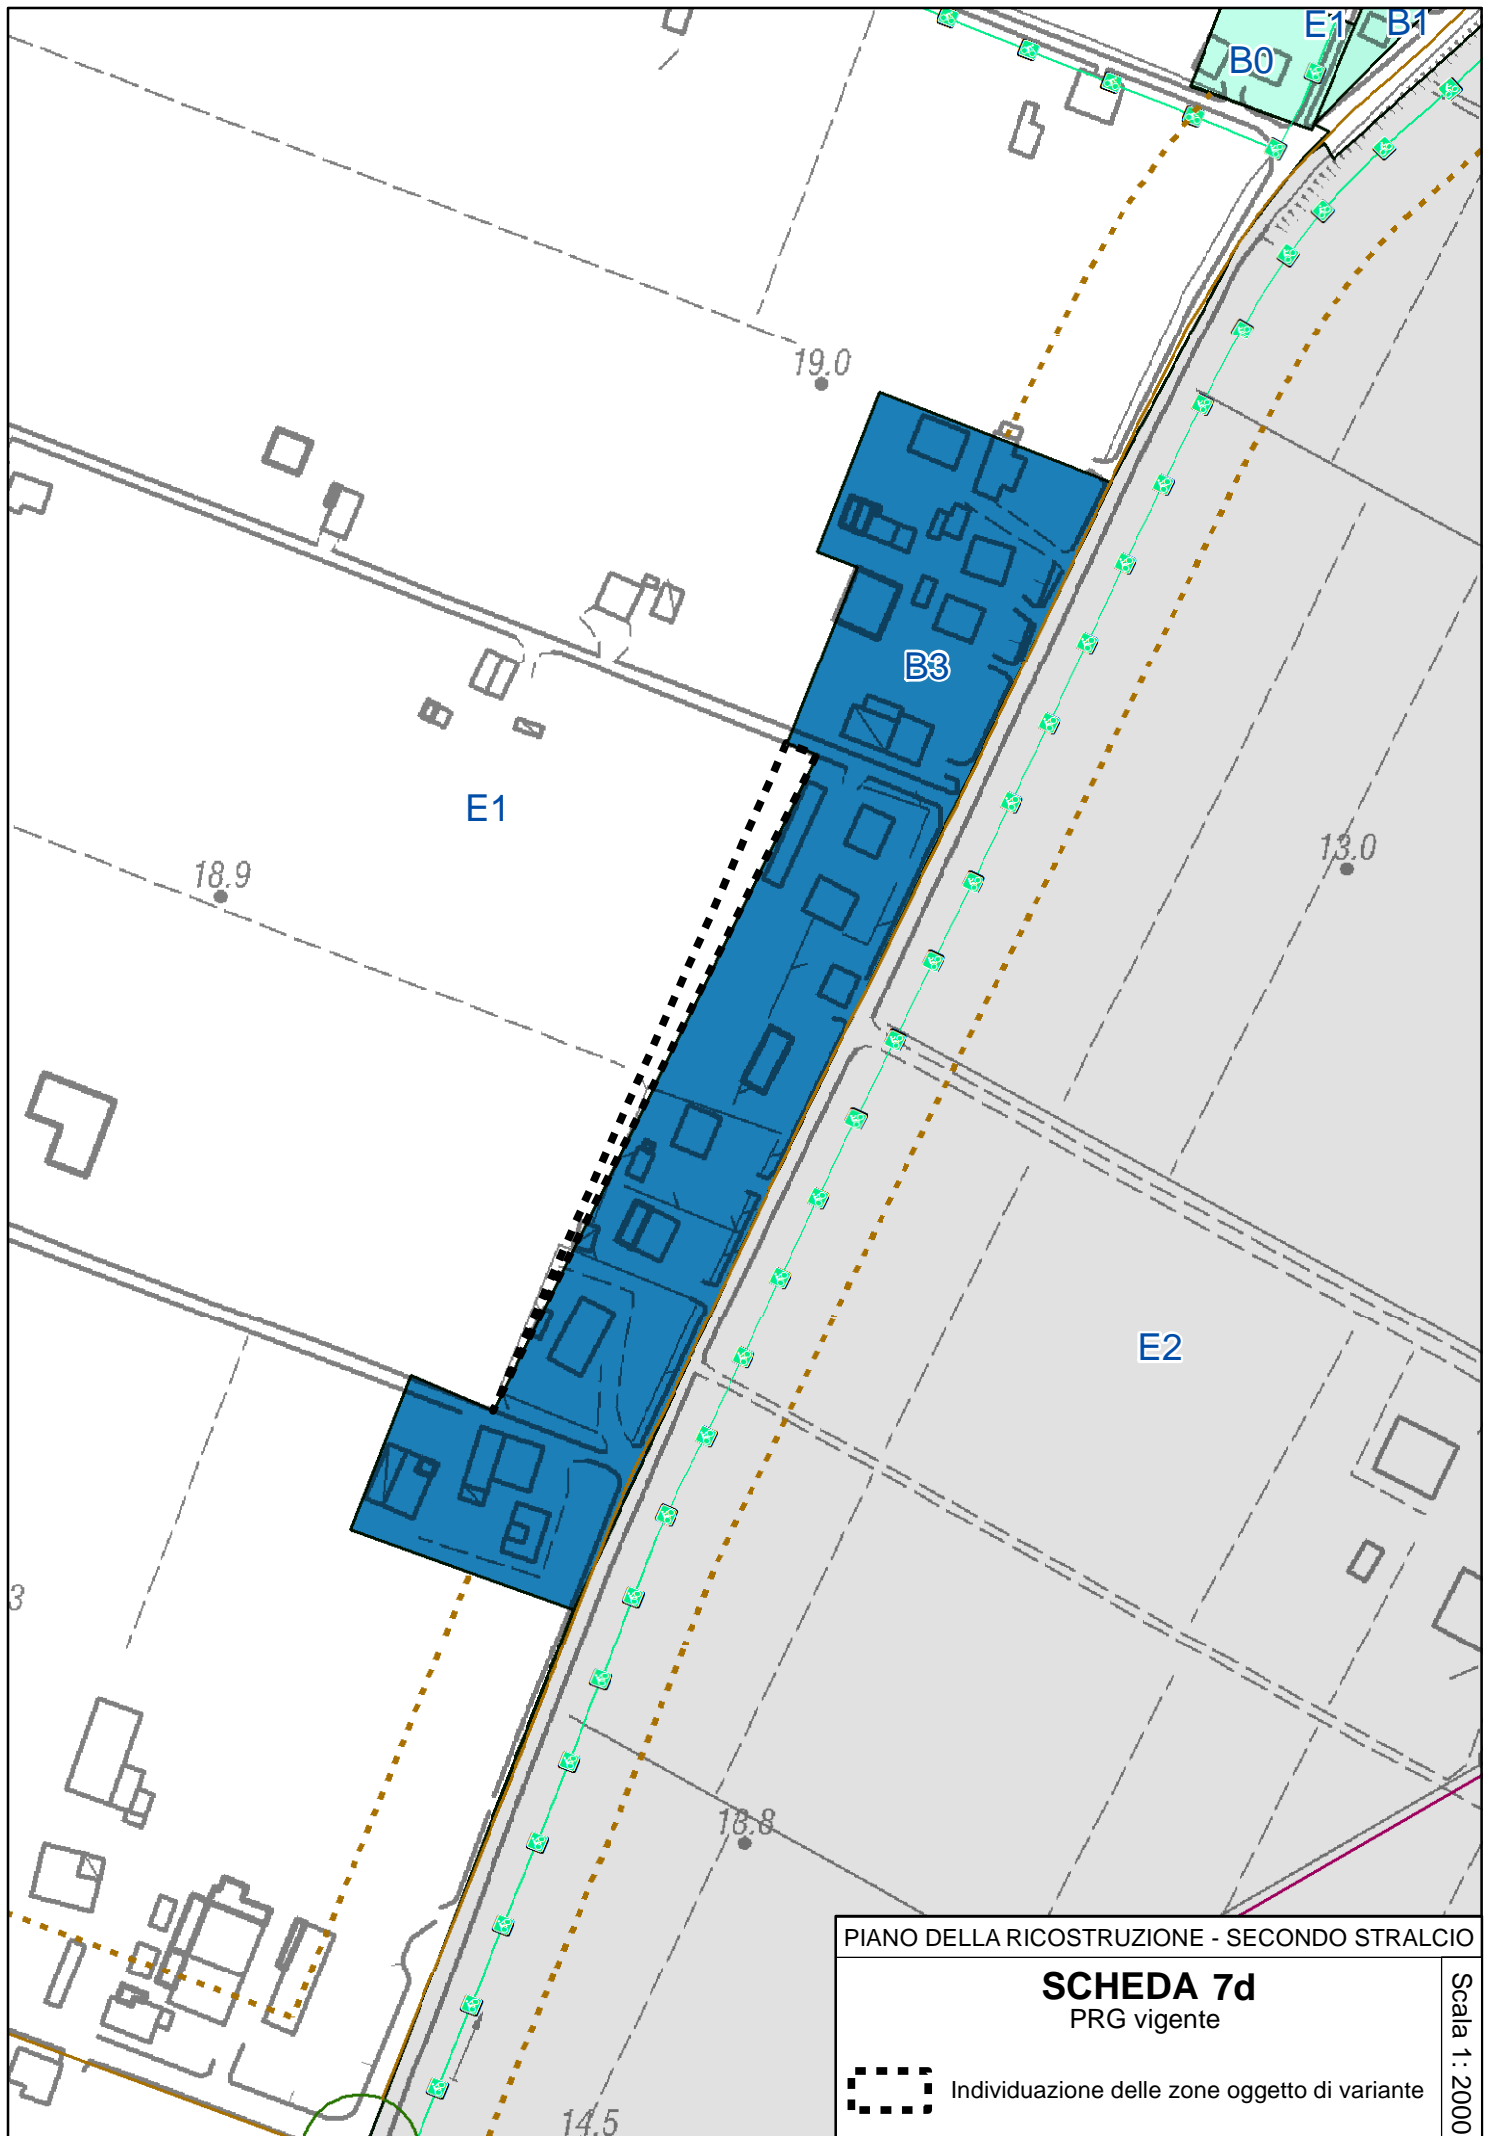 E1
B1
B0
19.0
B3
E1
18.9
13.0
E2
3
13.8
14.5
PIANO DELLA RICOSTRUZIONE - SECONDO STRALCIO
SCHEDA 7d
PRG vigente
Individuazione delle zone oggetto di variante
Scala 1: 2000